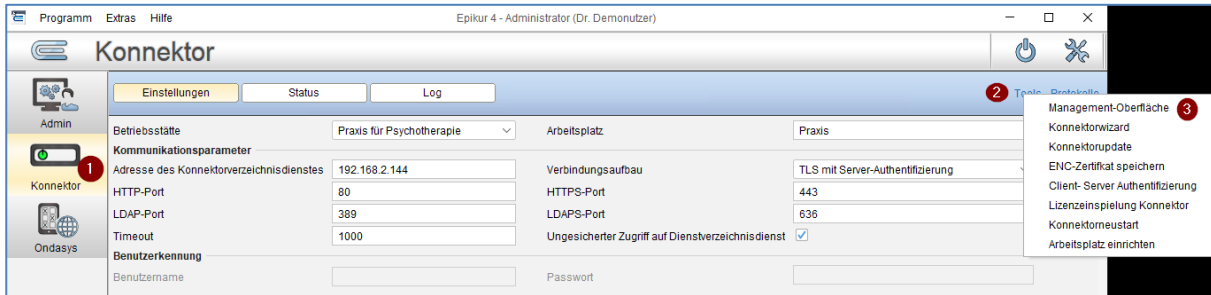 Programm Extras Hilfe Epikur 4 - Administrator (Dr. Demonutzer)
Konnektor
Einstellungen Status Log 2 Tools Protokolle
Admin
Betriebsstätte Praxis für Psychotherapie Arbeitsplatz Praxis
Kommunikationsparameter
1
Konnektor
Adresse des Konnektorverzeichnisdienstes 192.168.2.144 Verbindungsaufbau TLS mit Server-Authentifizierung
HTTP-Port 80 HTTPS-Port 443
LDAP-Port 389 LDAPS-Port 636
Timeout 1000 Ungesicherter Zugriff auf Dienstverzeichnisdienst
Ondasys
Benutzerkennung
Benutzername Passwort
Management-Oberfläche 3
Konnektorwizard
Konnektorupdate
ENC-Zertifkat speichern
Client- Server Authentifizierung
Lizenzeinspielung Konnektor
Konnektorneustart
Arbeitsplatz einrichten